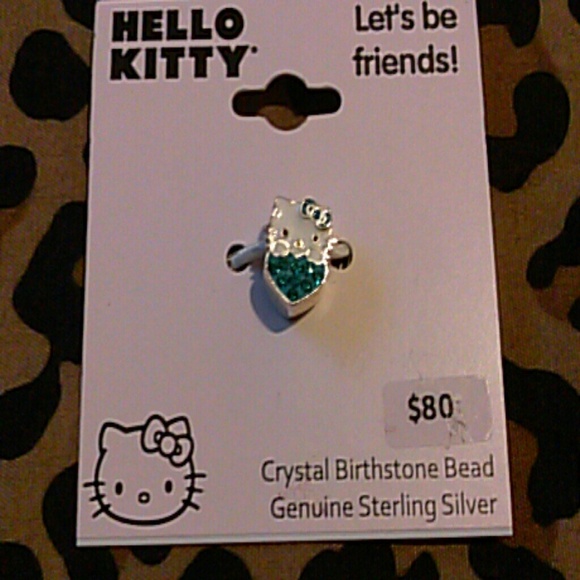 HELLO
KITTY
Let's be
friends!
$80
Crystal Birthstone Bead
Genuine Sterling Silver